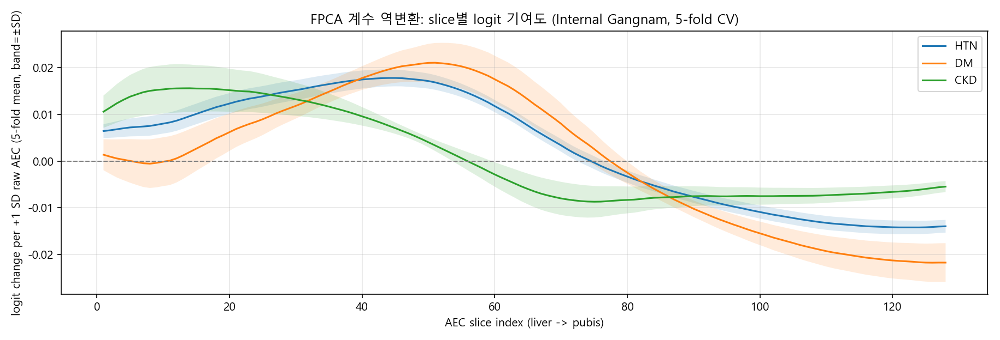 FPCA 계수 역변환: slice별 logit 기여도 (Internal Gangnam, 5-fold CV)
logit change per +1 SD raw AEC (5-fold mean, band=±SD)
0.02
0.01
0.00
-0.01
-0.02
HTN
DM
CKD
0 20 40 60 80 100 120
AEC slice index (liver -> pubis)